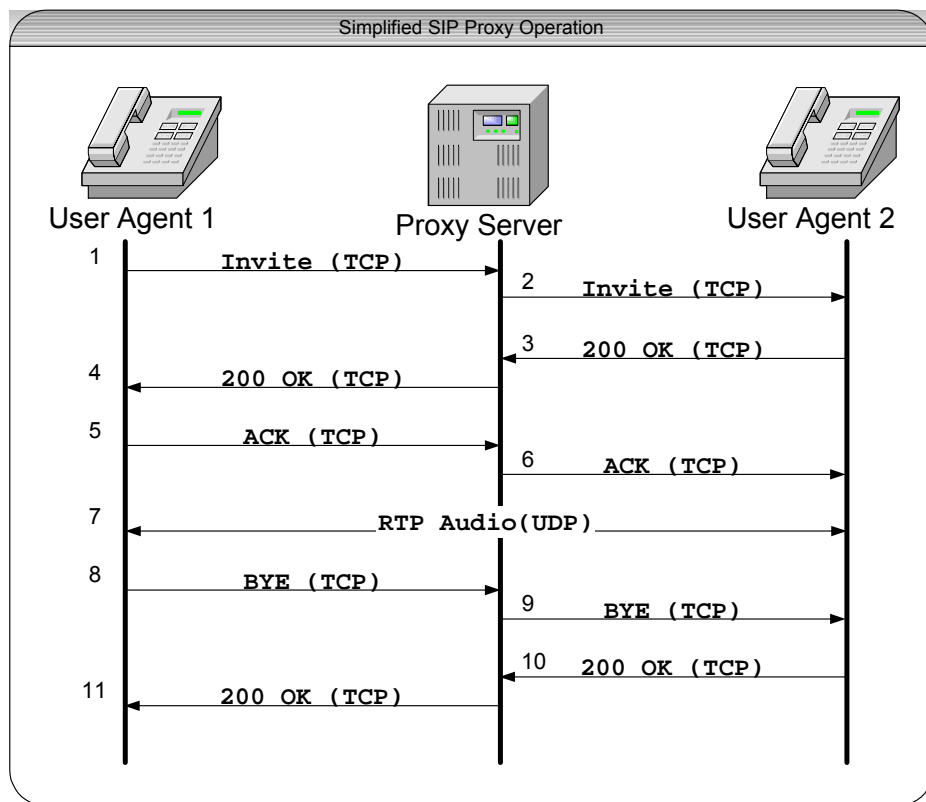 Simplified SIP Proxy Operation
User Agent 1
Proxy Server
User Agent 2
1
Invite (TCP)
2
Invite (TCP)
3
200 OK (TCP)
4
200 OK (TCP)
5
ACK (TCP)
6
ACK (TCP)
7
RTP Audio(UDP)
8
BYE (TCP)
9
BYE (TCP)
10
200 OK (TCP)
11
200 OK (TCP)